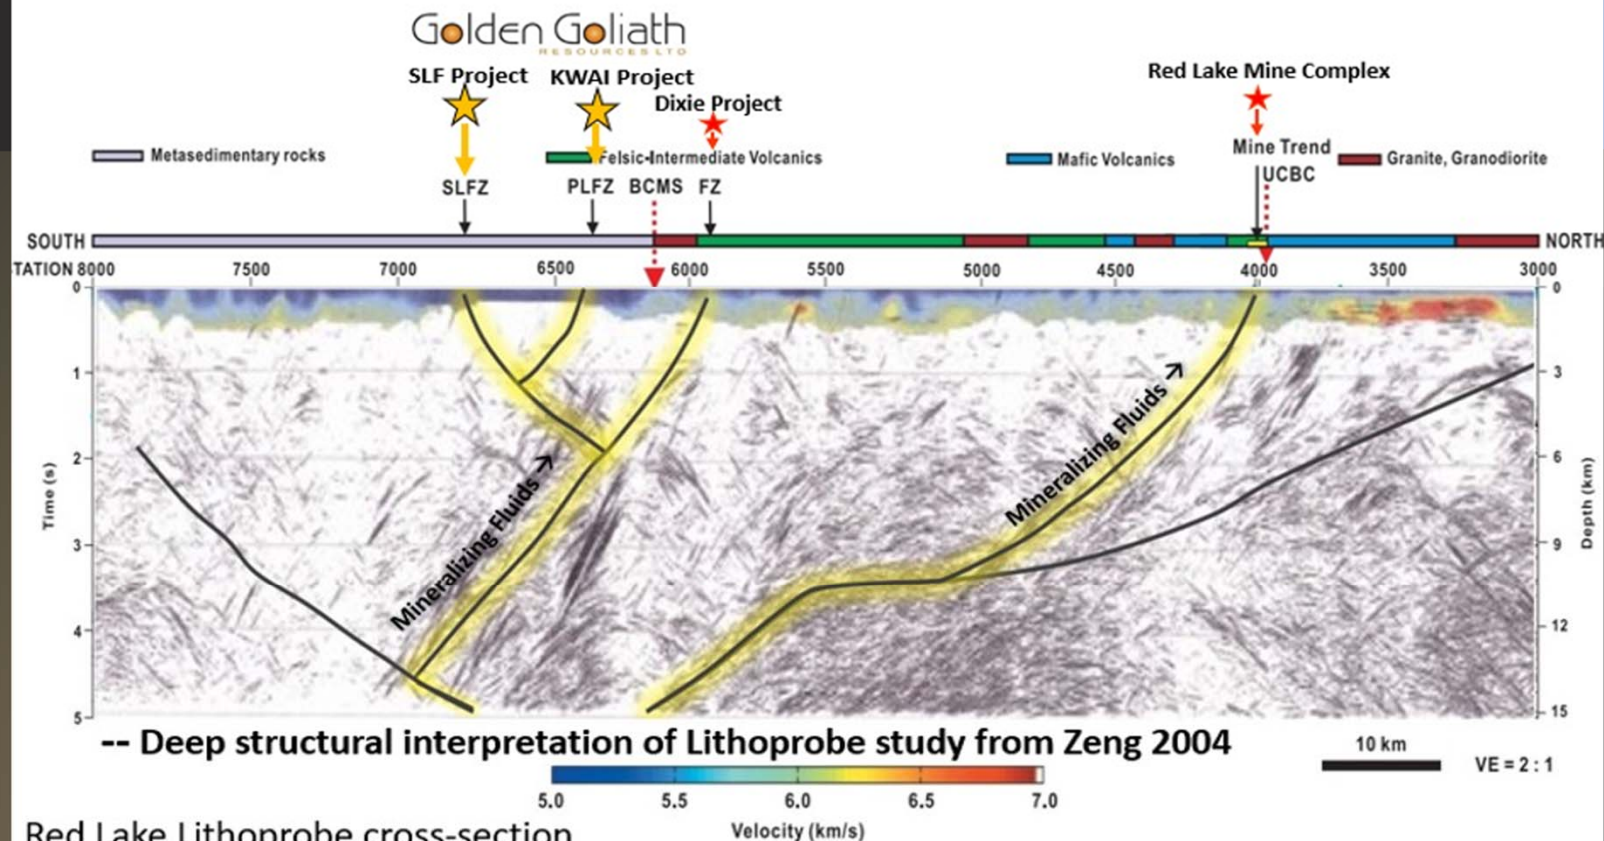 Golden Goliath
RESOURCES LTD
SLF Project
KWAI Project
Dixie Project
Red Lake Mine Complex
Metasedimentary rocks
Felsic-Intermediate Volcanics
Mafic Volcanics
Mine Trend
Granite, Granodiorite
UCBC
SLFZ
PLFZ
BCMS
FZ
SOUTH
NORTH
TATION 8000 7500 7000 6500 6000 5500 5000 4500 4000 3500 3000
0
1
2
3
4
5
Time (s)
0
3
6
9
12
15
Depth (km)
Mineralizing Fluids
Mineralizing Fluids
-- Deep structural interpretation of Lithoprobe study from Zeng 2004
10 km
VE = 2 : 1
5.0 5.5 6.0 6.5 7.0
Velocity (km/s)
Red Lake Lithoprobe cross-section